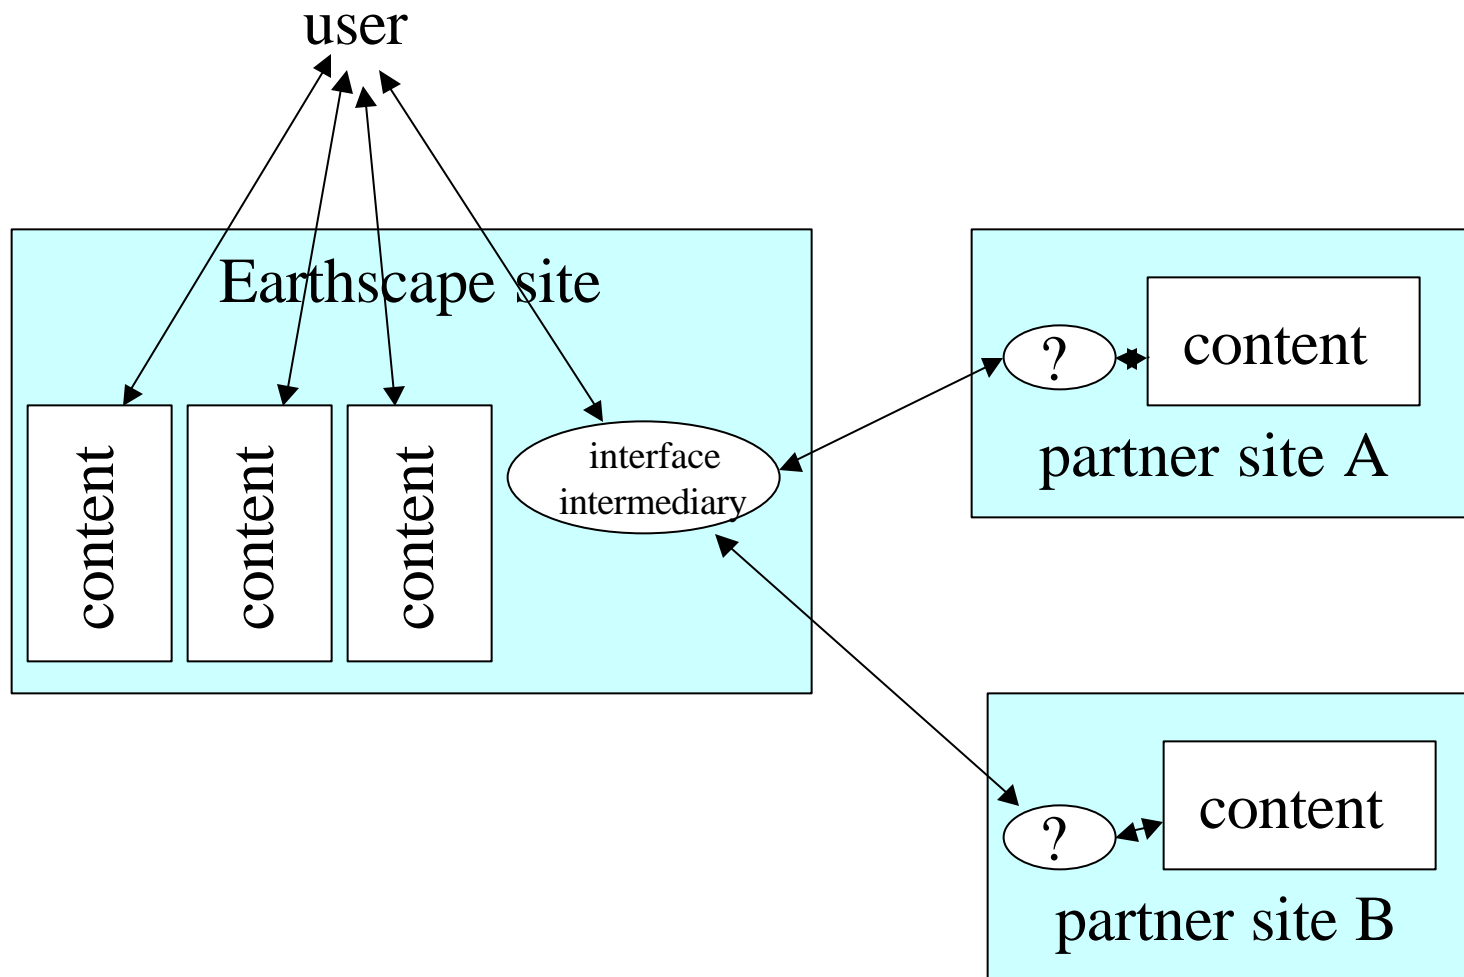 user
Earthscape site
content
content
content
interface
intermediary
?
content
partner site A
?
content
partner site B